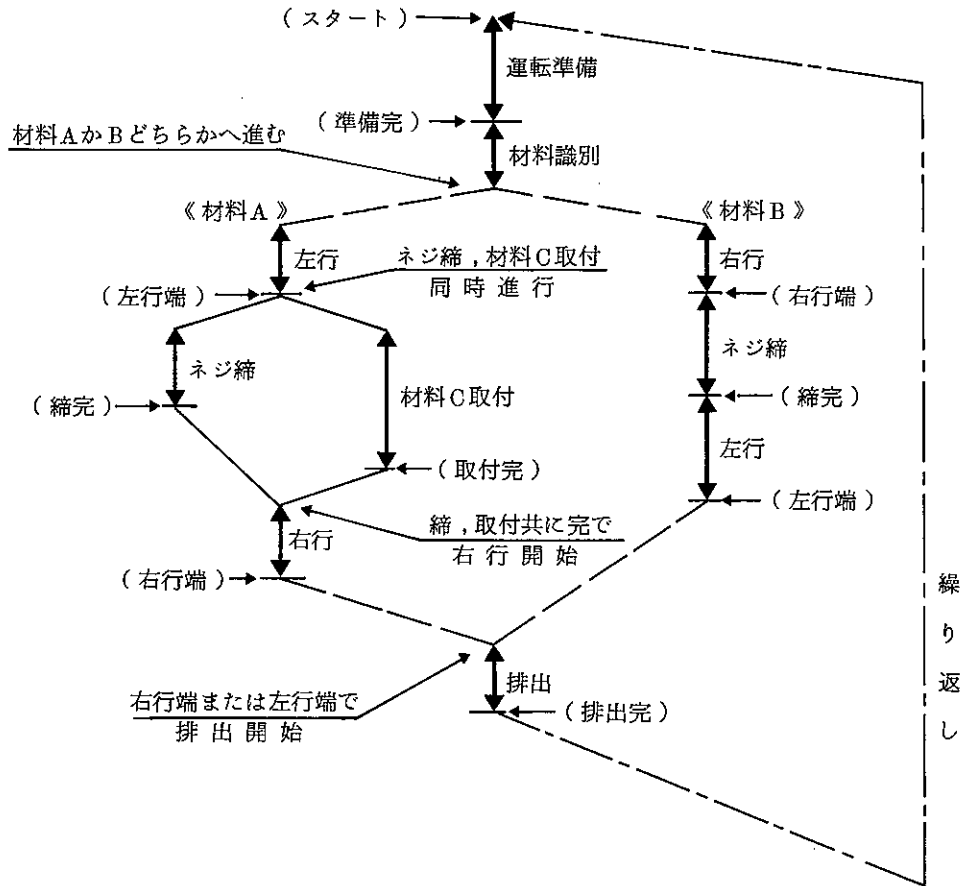 (スタート)
運転準備
(準備完)
材料AかBどちらかへ進む
材料識別
《材料A》
《材料B》
左行
ネジ締,材料C取付
同時進行
右行
(左行端)
(右行端)
ネジ締
ネジ締
(締完)
材料C取付
(締完)
左行
(取付完)
(左行端)
右行
締,取付共に完で
右行開始
(右行端)
繰り返し
排出
右行端または左行端で
排出開始
(排出完)